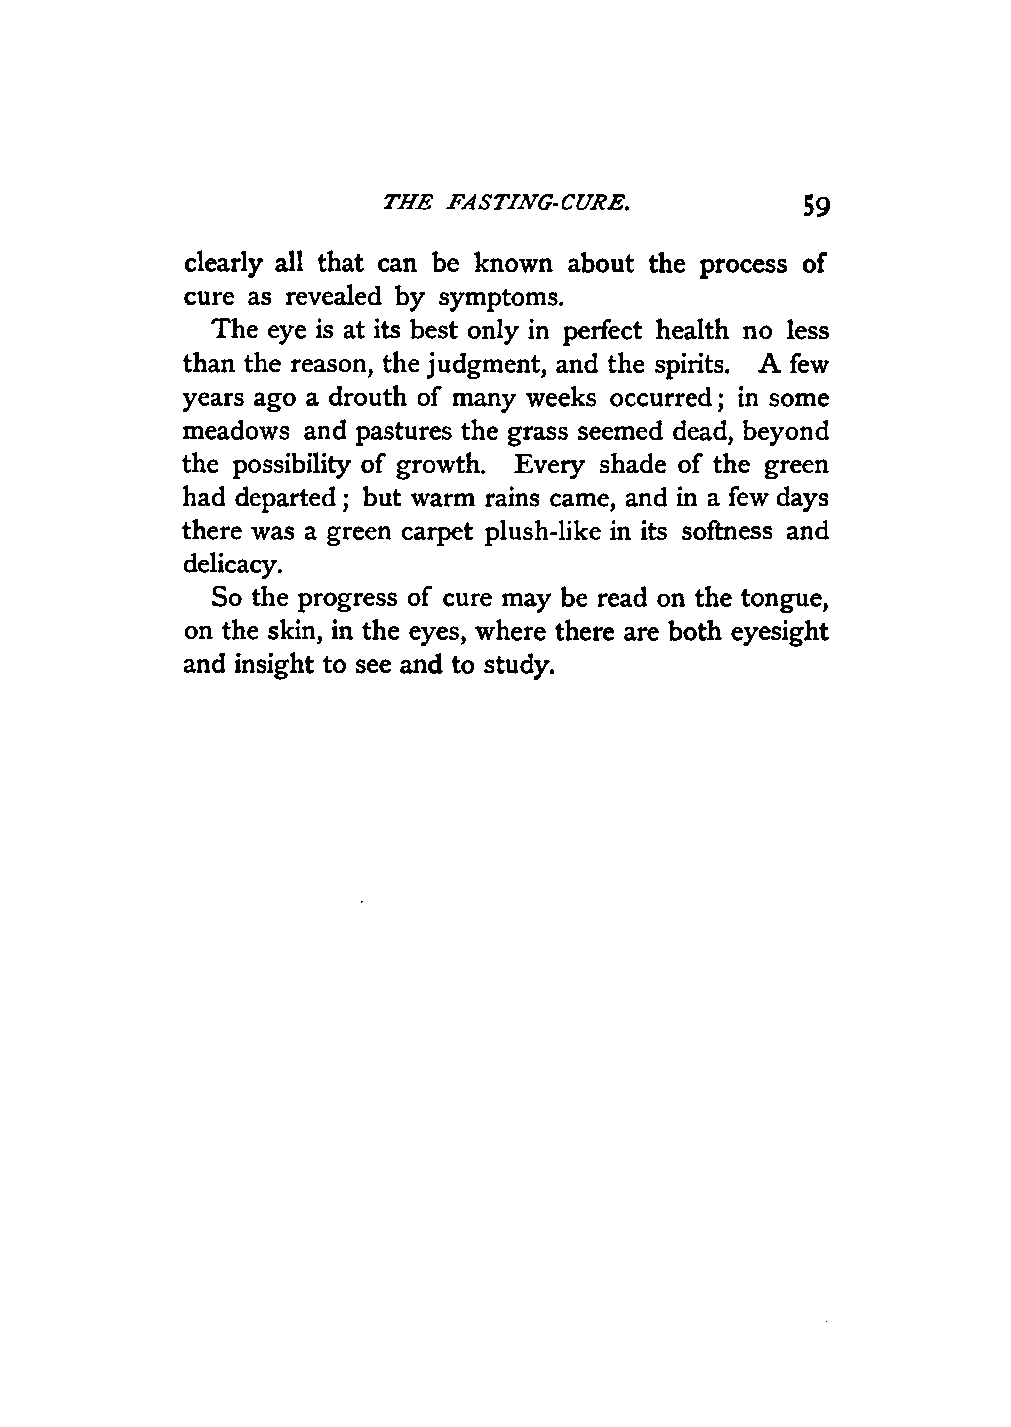 THE FASTING-CURE. 59
clearly all that can be known about the process of
cure as revealed by symptoms.
The eye is at its best only in perfect health no less
than the reason, the judgment, and the spirits. A few
years ago a drouth of many weeks occurred; in some
meadows and pastures the grass seemed dead, beyond
the possibility of growth. Every shade of the green
had departed; but warm rains came, and in a few days
there was a green carpet plush-like in its softness and
delicacy.
So the progress of cure may be read on the tongue,
on the skin, in the eyes, where there are both eyesight
and insight to see and to study.